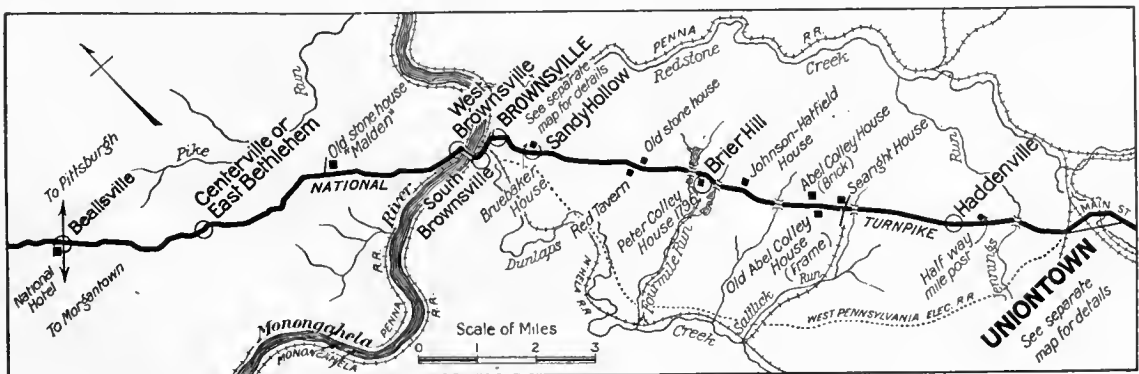 To Pittsburgh
Beallsville
National
Hotel
To Morgantown
Pike
Run
Centerville or
East Bethlehem
Old stone house
"Malden"
NATIONAL
West
Brownsville
BROWNSVILLE
See separate
map for details
Sandy Hollow
South
Brownsville
River
PENNA
R.R.
Monongahela
MONONGAHELA
R.R.
Scale of Miles
0 1 2 3
Bruebaker
House
Dunlaps
Creek
Red Tavern
M'HELA R.R.
Old stone house
PENNA R.R.
Redstone Creek
Peter Colley
House 1796
Fourmile Run
Brier Hill
Johnson-Hatfield
House
Abel Colley House
(Brick)
Searight House
Old Abel Colley
House
(Frame)
Saltlick
Run
TURNPIKE
WEST PENNSYLVANIA ELEC. R.R.
Haddenville
Half way
mile post
Jennings
Run
MAIN ST
UNIONTOWN
See separate
map for details